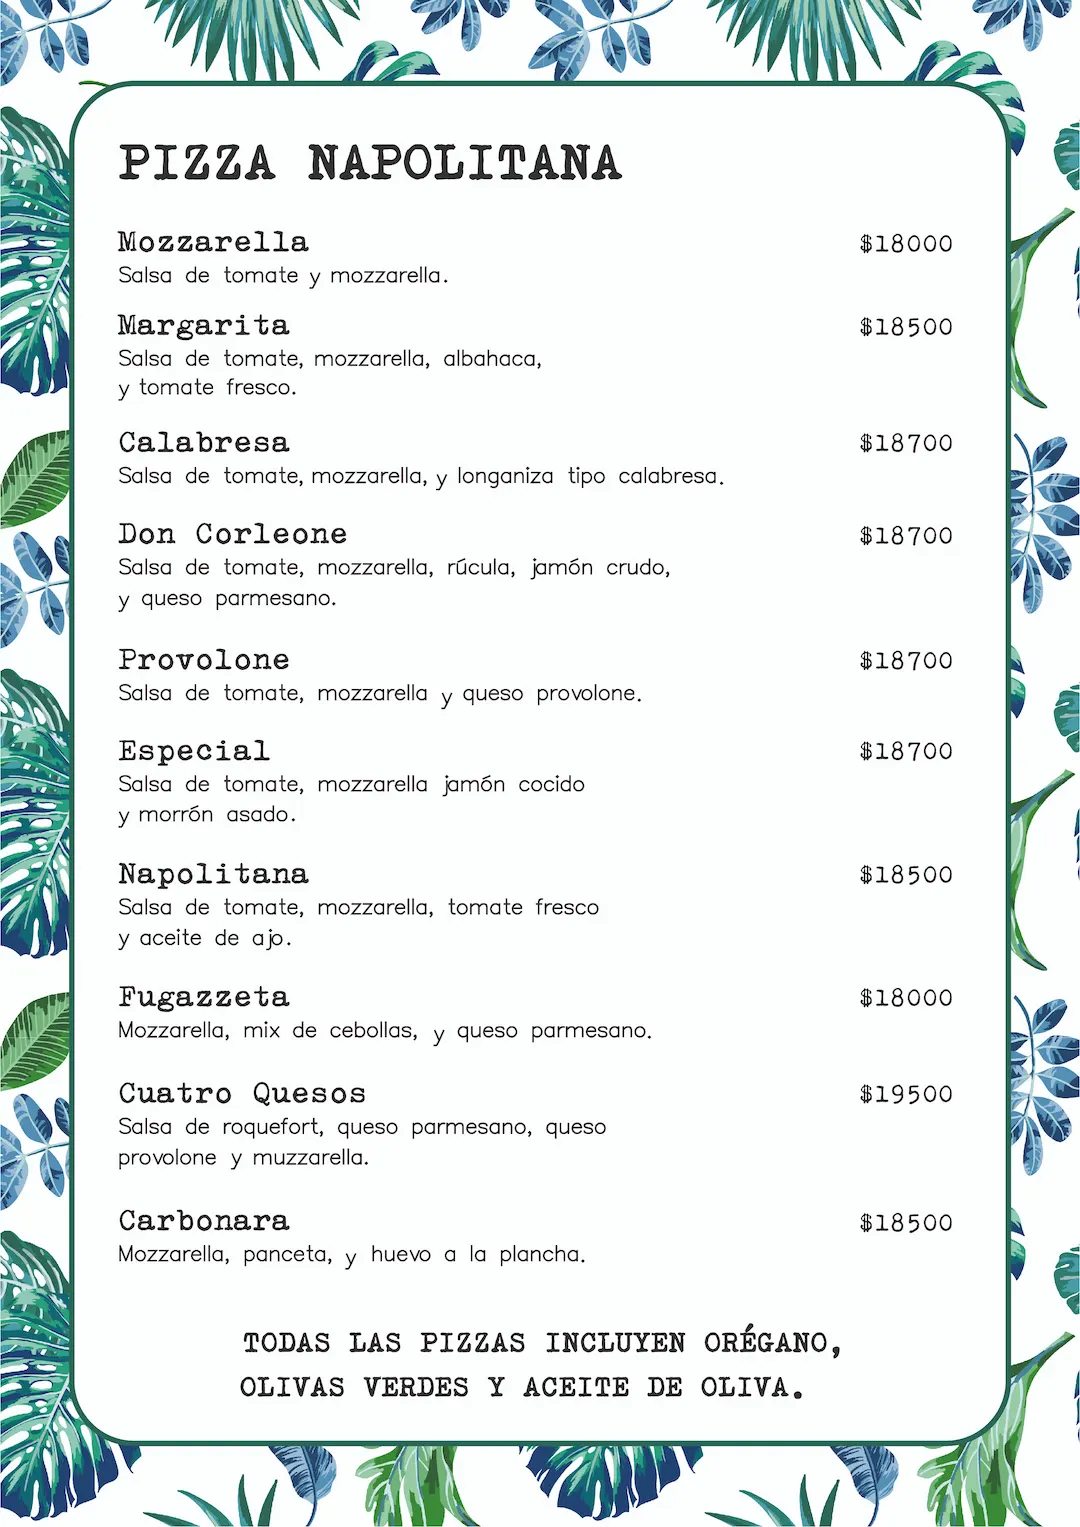 PIZZA NAPOLITANA
Mozzarella $18000
Salsa de tomate y mozzarella.
Margarita $18500
Salsa de tomate, mozzarella, albahaca,
y tomate fresco.
Calabresa $18700
Salsa de tomate, mozzarella, y longaniza tipo calabresa.
Don Corleone $18700
Salsa de tomate, mozzarella, rúcula, jamón crudo,
y queso parmesano.
Provolone $18700
Salsa de tomate, mozzarella y queso provolone.
Especial $18700
Salsa de tomate, mozzarella jamón cocido
y morrón asado.
Napolitana $18500
Salsa de tomate, mozzarella, tomate fresco
y aceite de ajo.
Fugazzeta $18000
Mozzarella, mix de cebollas, y queso parmesano.
Cuatro Quesos $19500
Salsa de roquefort, queso parmesano, queso
provolone y muzzarella.
Carbonara $18500
Mozzarella, panceta, y huevo a la plancha.
TODAS LAS PIZZAS INCLUYEN ORÉGANO,
OLIVAS VERDES Y ACEITE DE OLIVA.